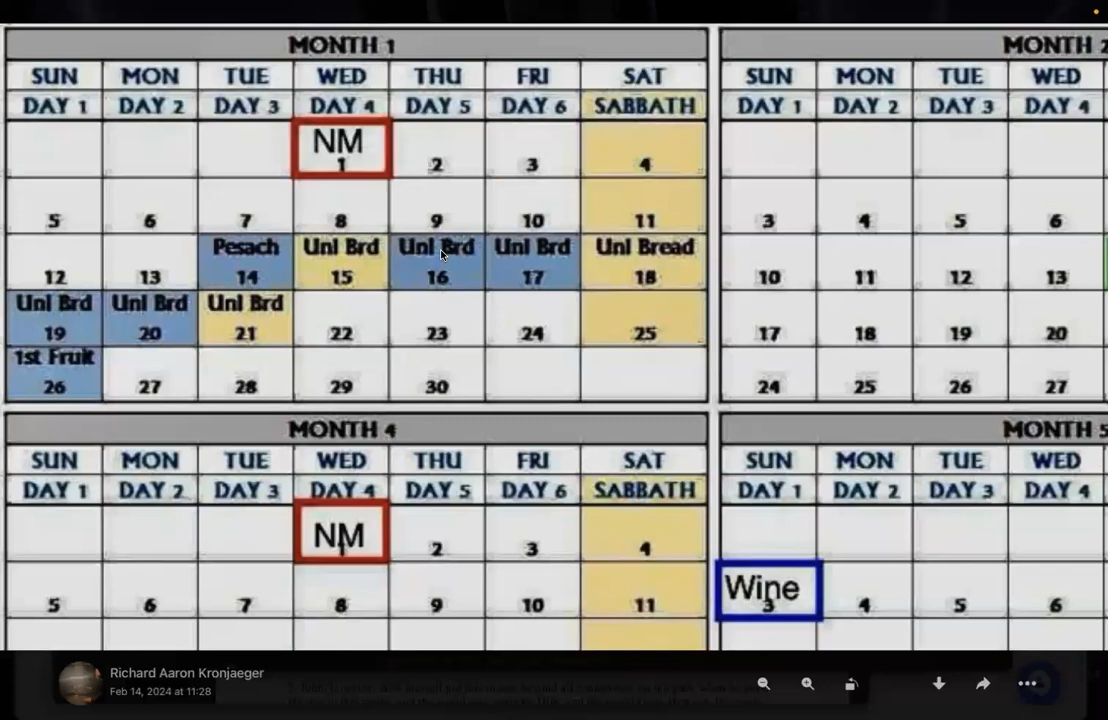 MONTH 1
SUN MON TUE WED THU FRI SAT
DAY 1 DAY 2 DAY 3 DAY 4 DAY 5 DAY 6 SABBATH
NM
1 2 3 4
5 6 7 8 9 10 11
Pesach Unl Brd Unl Brd Unl Brd Unl Bread
12 13 14 15 16 17 18
Unl Brd Unl Brd Unl Brd
19 20 21 22 23 24 25
1st Fruit
26 27 28 29 30
MONTH 2
SUN MON TUE WED
DAY 1 DAY 2 DAY 3 DAY 4
3 4 5 6
10 11 12 13
17 18 19 20
24 25 26 27
MONTH 4
SUN MON TUE WED THU FRI SAT
DAY 1 DAY 2 DAY 3 DAY 4 DAY 5 DAY 6 SABBATH
NM
1 2 3 4
5 6 7 8 9 10 11
MONTH 5
SUN MON TUE WED
DAY 1 DAY 2 DAY 3 DAY 4
Wine
3 4 5 6
Richard Aaron Kronjaeger
Feb 14, 2024 at 11:28